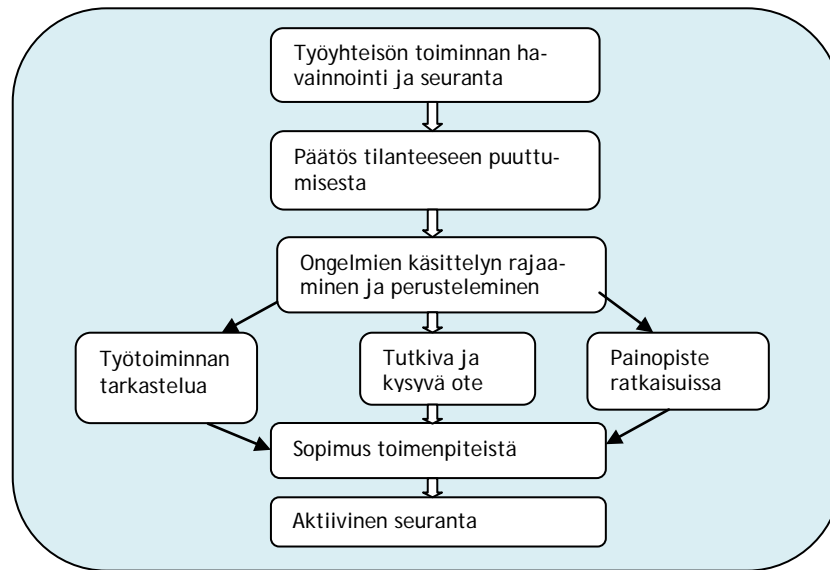 Työyhteisön toiminnan ha-
vainnointi ja seuranta
Päätös tilanteeseen puuttu-
misesta
Ongelmien käsittelyn rajaa-
minen ja perusteleminen
Työtoiminnan
tarkastelua
Tutkiva ja
kysyvä ote
Painopiste
ratkaisuissa
Sopimus toimenpiteistä
Aktiivinen seuranta